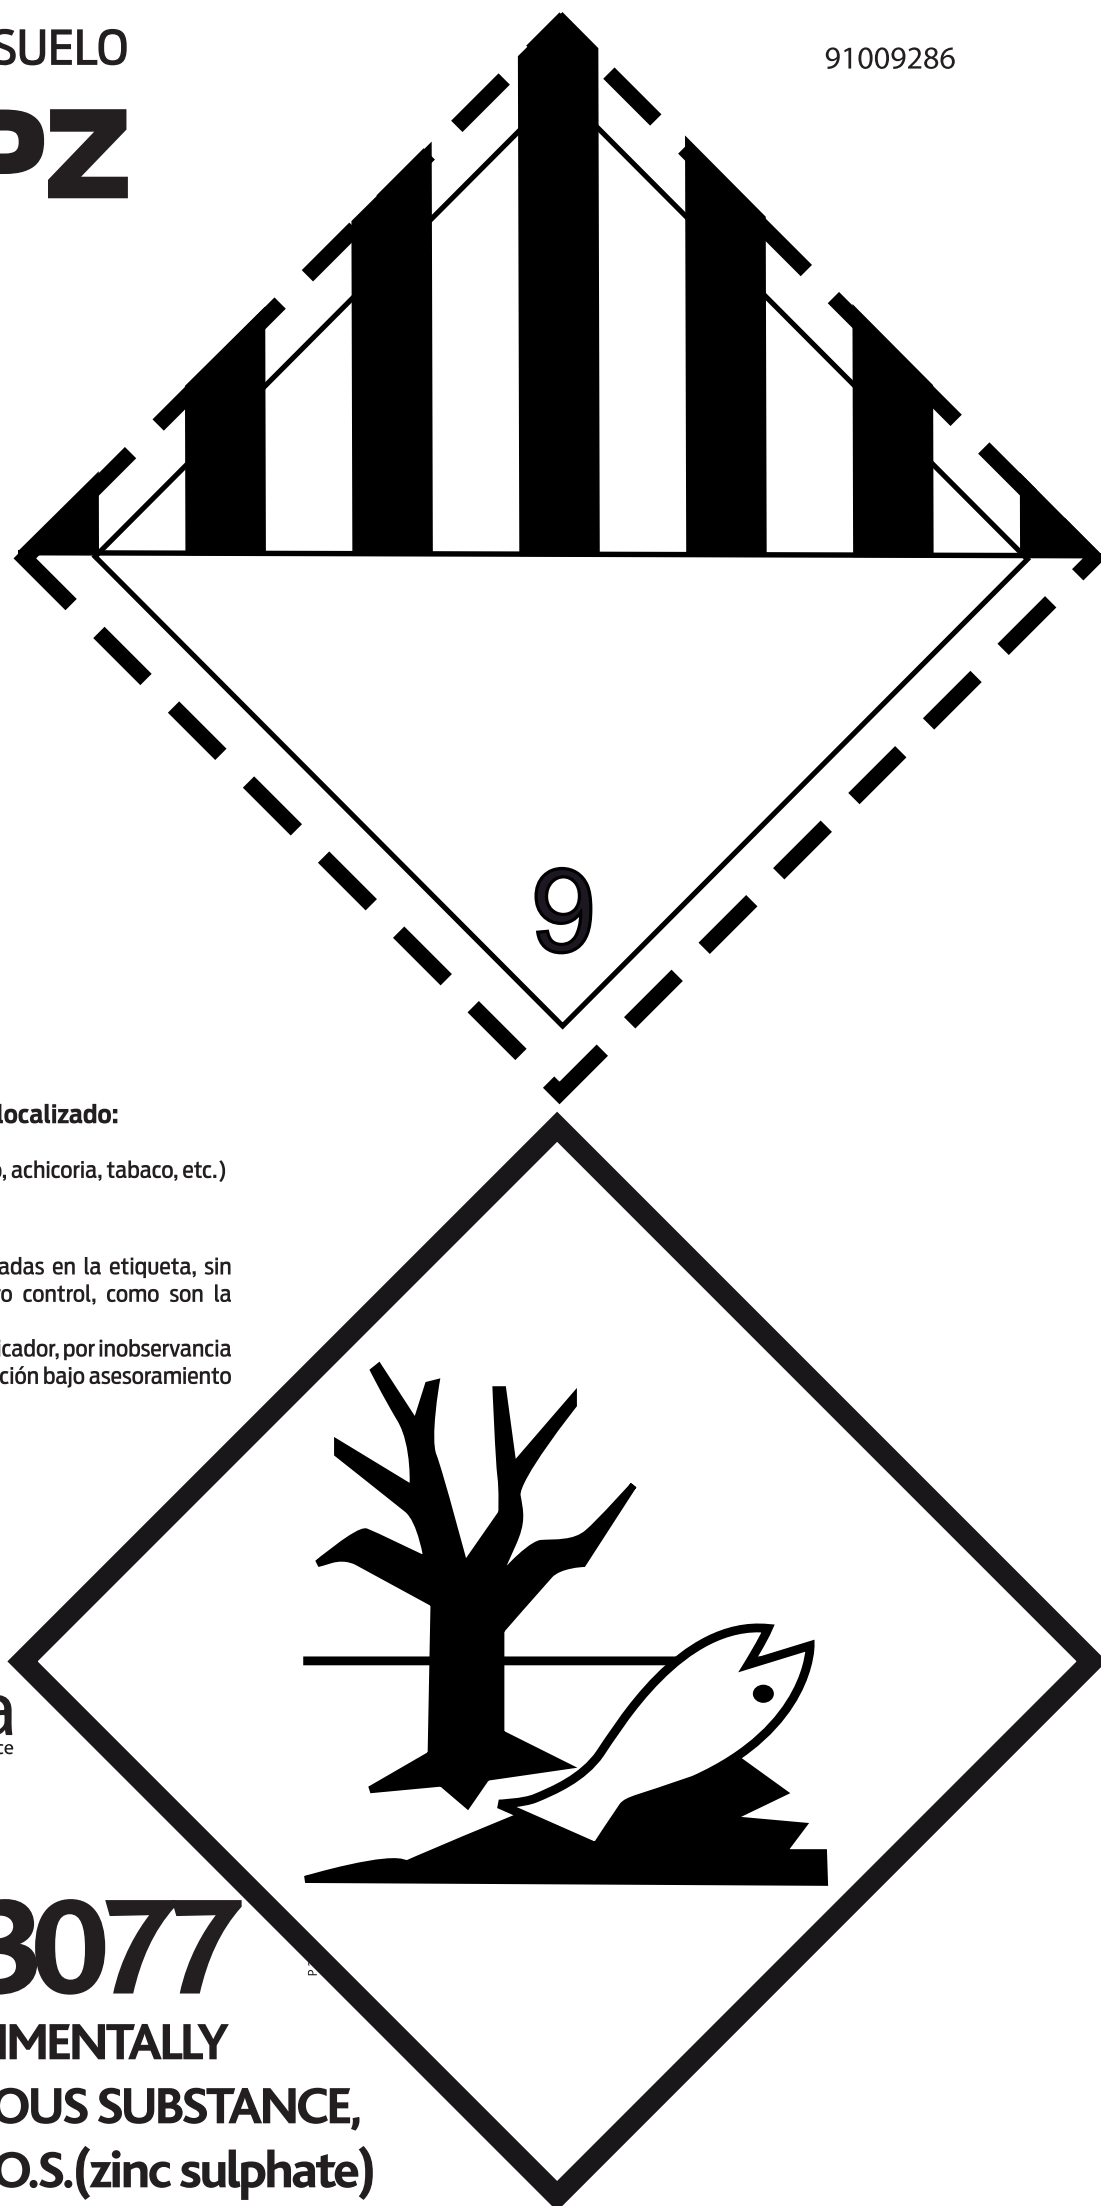 SUELO
91009286
PZ
9
localizado:
, achicoria, tabaco, etc.)
adas en la etiqueta, sin
o control, como son la
icador, por inobservancia
ción bajo asesoramiento
a
ce
3077
IMENTALLY
OUS SUBSTANCE,
O.S.(zinc sulphate)